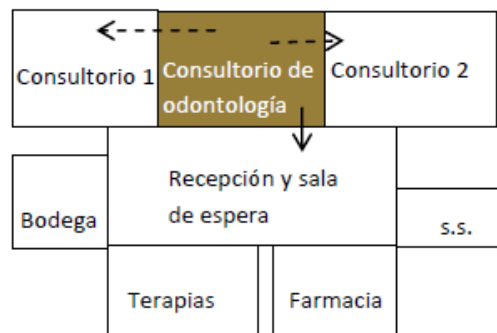 Consultorio 1
Consultorio de
odontología
Consultorio 2
Recepción y sala
de espera
Bodega
s.s.
Terapias
Farmacia